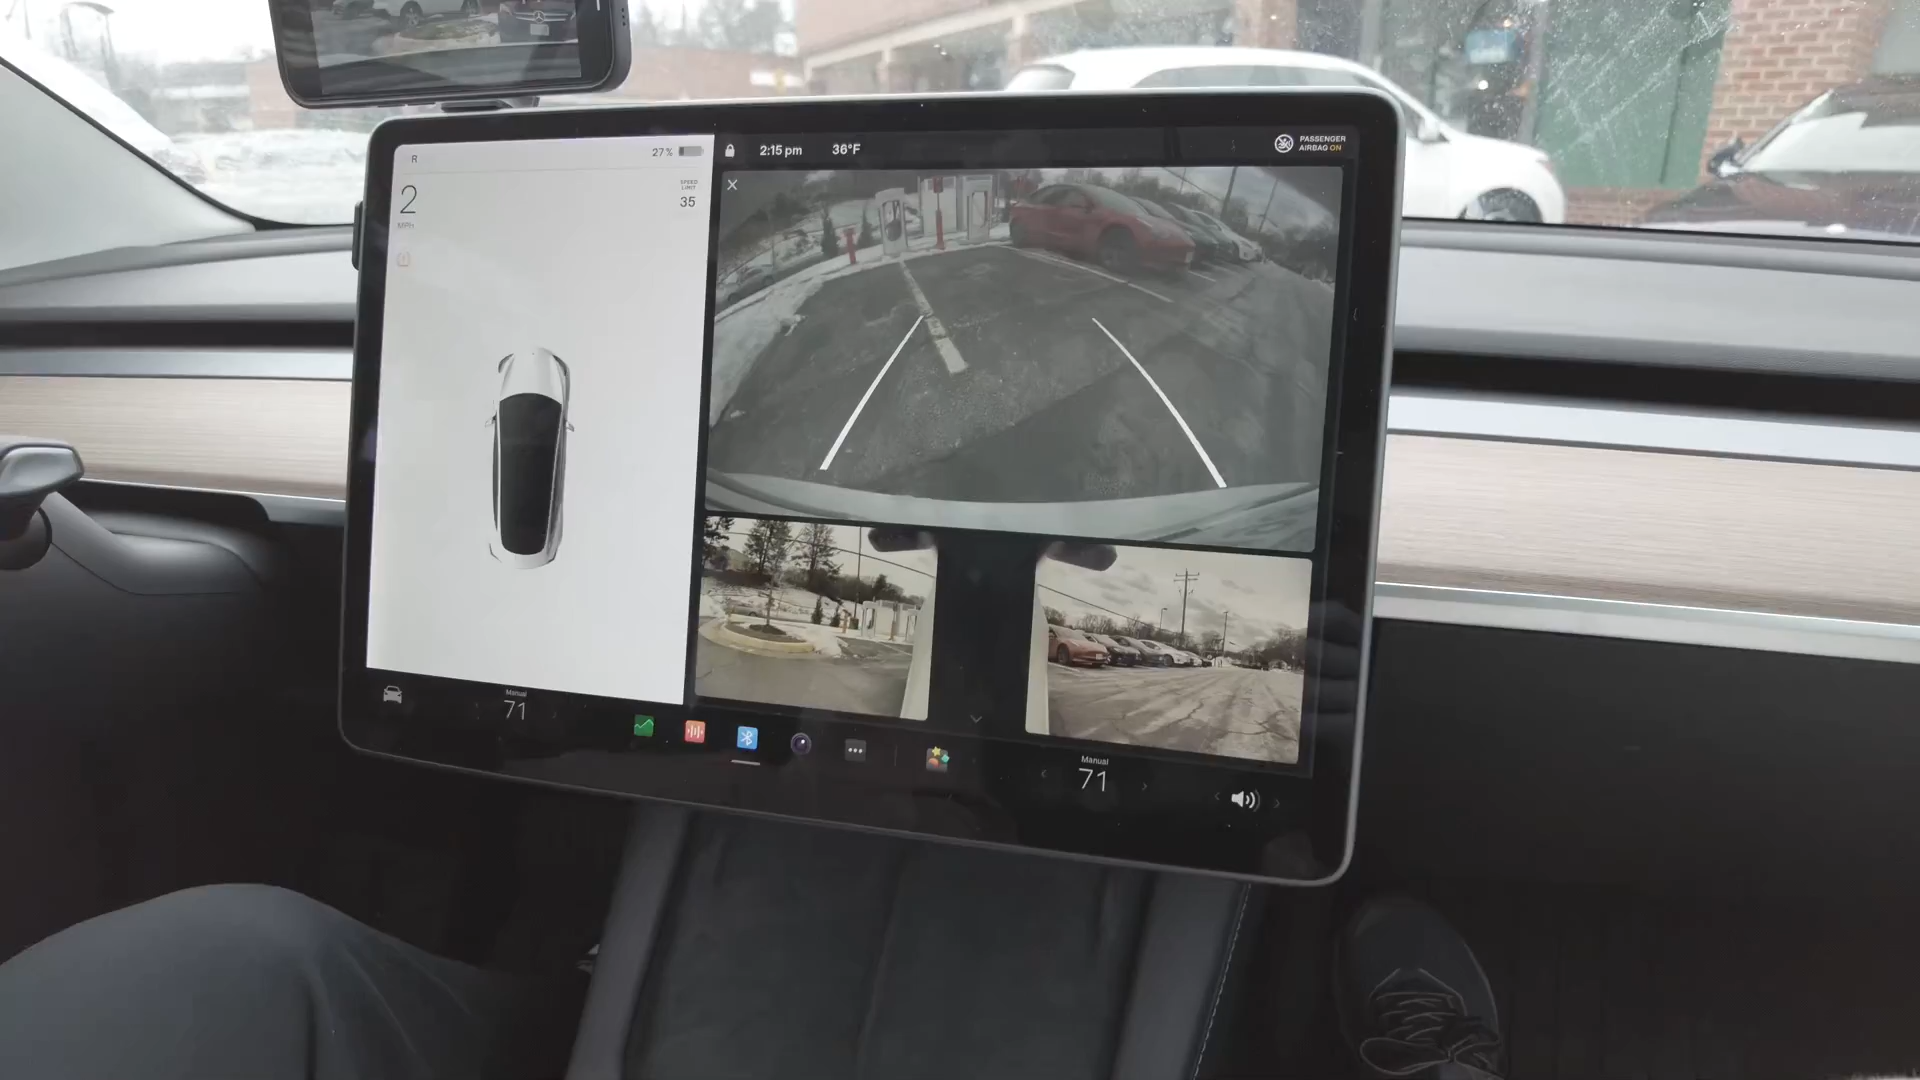 R
27%
2
MPH
SPEED
LIMIT
35
2:15 pm
36°F
PASSENGER
AIRBAG ON
Manual
71
Manual
71